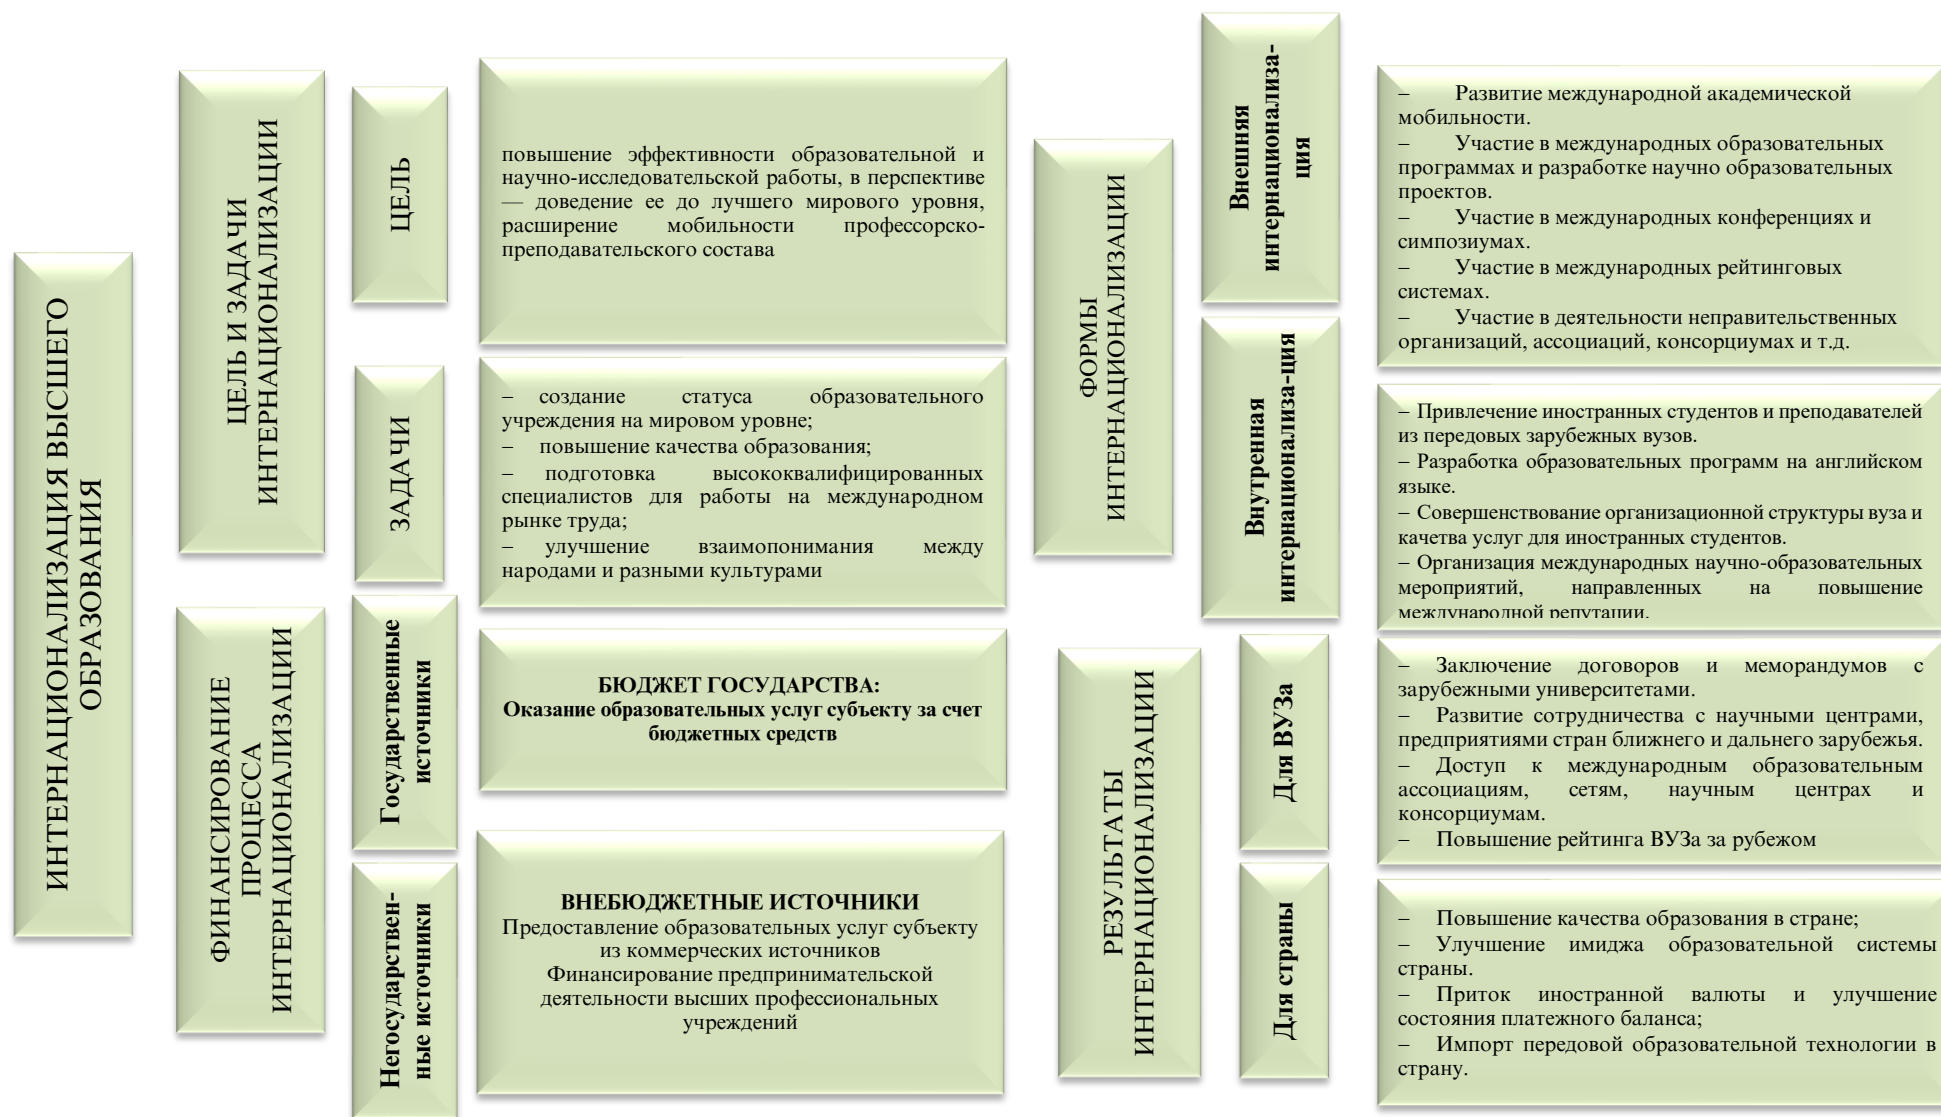 ИНТЕРНАЦИОНАЛИЗАЦИЯ ВЫСШЕГО
ОБРАЗОВАНИЯ
ЦЕЛЬ И ЗАДАЧИ
ИНТЕРНАЦИОНАЛИЗАЦИИ
ЦЕЛЬ
повышение эффективности образовательной и
научно-исследовательской работы, в перспективе
— доведение ее до лучшего мирового уровня,
расширение мобильности профессорско-
преподавательского состава
ЗАДАЧИ
– создание статуса образовательного
учреждения на мировом уровне;
– повышение качества образования;
– подготовка высококвалифицированных
специалистов для работы на международном
рынке труда;
– улучшение взаимопонимания между
народами и разными культурами
ФИНАНСИРОВАНИЕ
ПРОЦЕССА
ИНТЕРНАЦИОНАЛИЗАЦИИ
Государственные
источники
БЮДЖЕТ ГОСУДАРСТВА:
Оказание образовательных услуг субъекту за счет
бюджетных средств
Негосударствен-
ные источники
ВНЕБЮДЖЕТНЫЕ ИСТОЧНИКИ
Предоставление образовательных услуг субъекту
из коммерческих источников
Финансирование предпринимательской
деятельности высших профессиональных
учреждений
ФОРМЫ
ИНТЕРНАЦИОНАЛИЗАЦИИ
Внешняя
интернационализа-
ция
– Развитие международной академической
мобильности.
– Участие в международных образовательных
программах и разработке научно образовательных
проектов.
– Участие в международных конференциях и
симпозиумах.
– Участие в международных рейтинговых
системах.
– Участие в деятельности неправительственных
организаций, ассоциаций, консорциумах и т.д.
Внутренная
интернационализа-ция
– Привлечение иностранных студентов и преподавателей
из передовых зарубежных вузов.
– Разработка образовательных программ на английском
языке.
– Совершенствование организационной структуры вуза и
качетва услуг для иностранных студентов.
– Организация международных научно-образовательных
мероприятий, направленных на повышение
международной репутации.
РЕЗУЛЬТАТЫ
ИНТЕРНАЦИОНАЛИЗАЦИИ
Для ВУЗа
– Заключение договоров и меморандумов с
зарубежными университетами.
– Развитие сотрудничества с научными центрами,
предприятиями стран ближнего и дальнего зарубежья.
– Доступ к международным образовательным
ассоциациям, сетям, научным центрах и
консорциумам.
– Повышение рейтинга ВУЗа за рубежом
Для страны
– Повышение качества образования в стране;
– Улучшение имиджа образовательной системы
страны.
– Приток иностранной валюты и улучшение
состояния платежного баланса;
– Импорт передовой образовательной технологии в
страну.